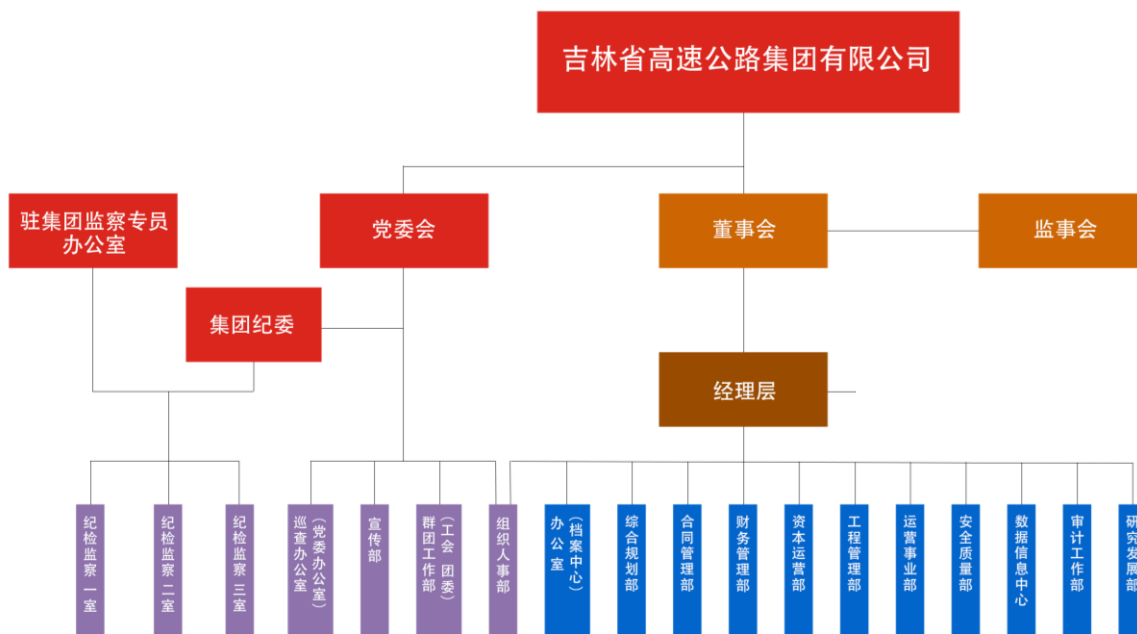 吉林省高速公路集团有限公司
驻集团监察专员
办公室
党委会
董事会
监事会
集团纪委
经理层
纪检监察 一室
纪检监察 二室
纪检监察 三室
(党委办公室)
巡查办公室
宣传部
(工会 团委)
群团工作部
组织人事部
(档案中心)
办公室
综合规划部
合同管理部
财务管理部
资本运营部
工程管理部
运营事业部
安全质量部
数据信息中心
审计工作部
研究发展部